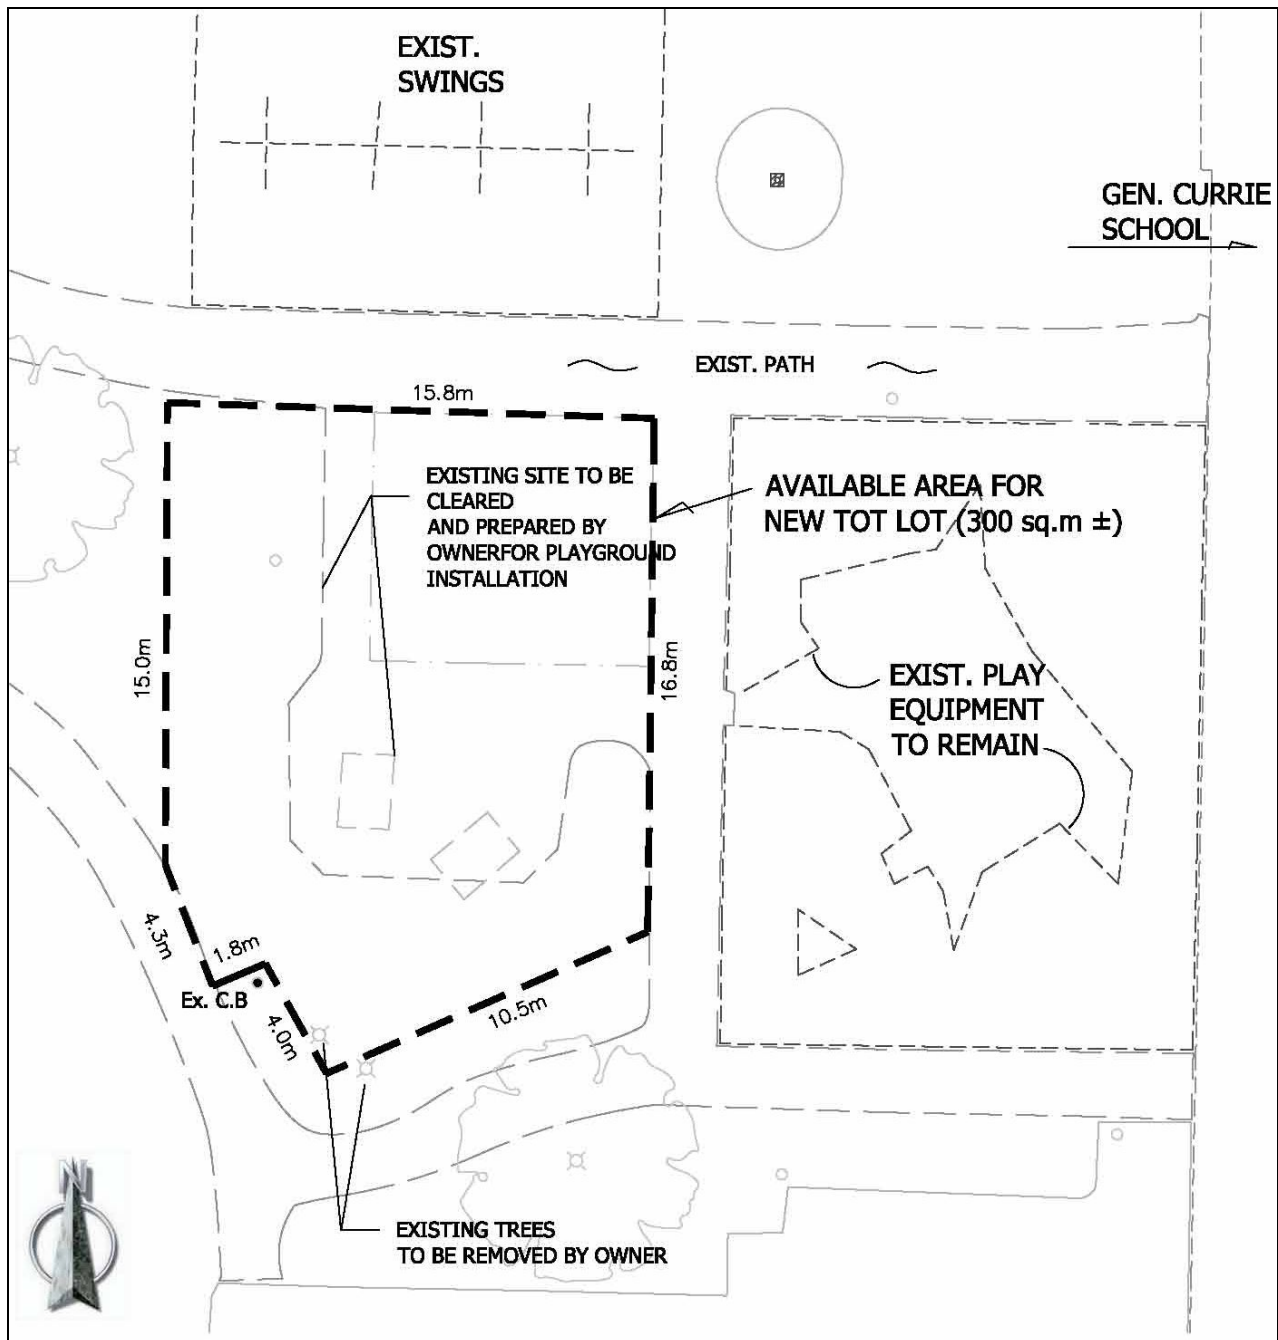 EXIST.
SWINGS
GEN. CURRIE
SCHOOL
EXIST. PATH
15.8m
EXISTING SITE TO BE
CLEARED
AND PREPARED BY
OWNERFOR PLAYGROUND
INSTALLATION
AVAILABLE AREA FOR
NEW TOT LOT (300 sq.m ±)
15.0m
16.8m
EXIST. PLAY
EQUIPMENT
TO REMAIN
4.3m
1.8m
Ex. C.B
4.0m
10.5m
N
EXISTING TREES
TO BE REMOVED BY OWNER